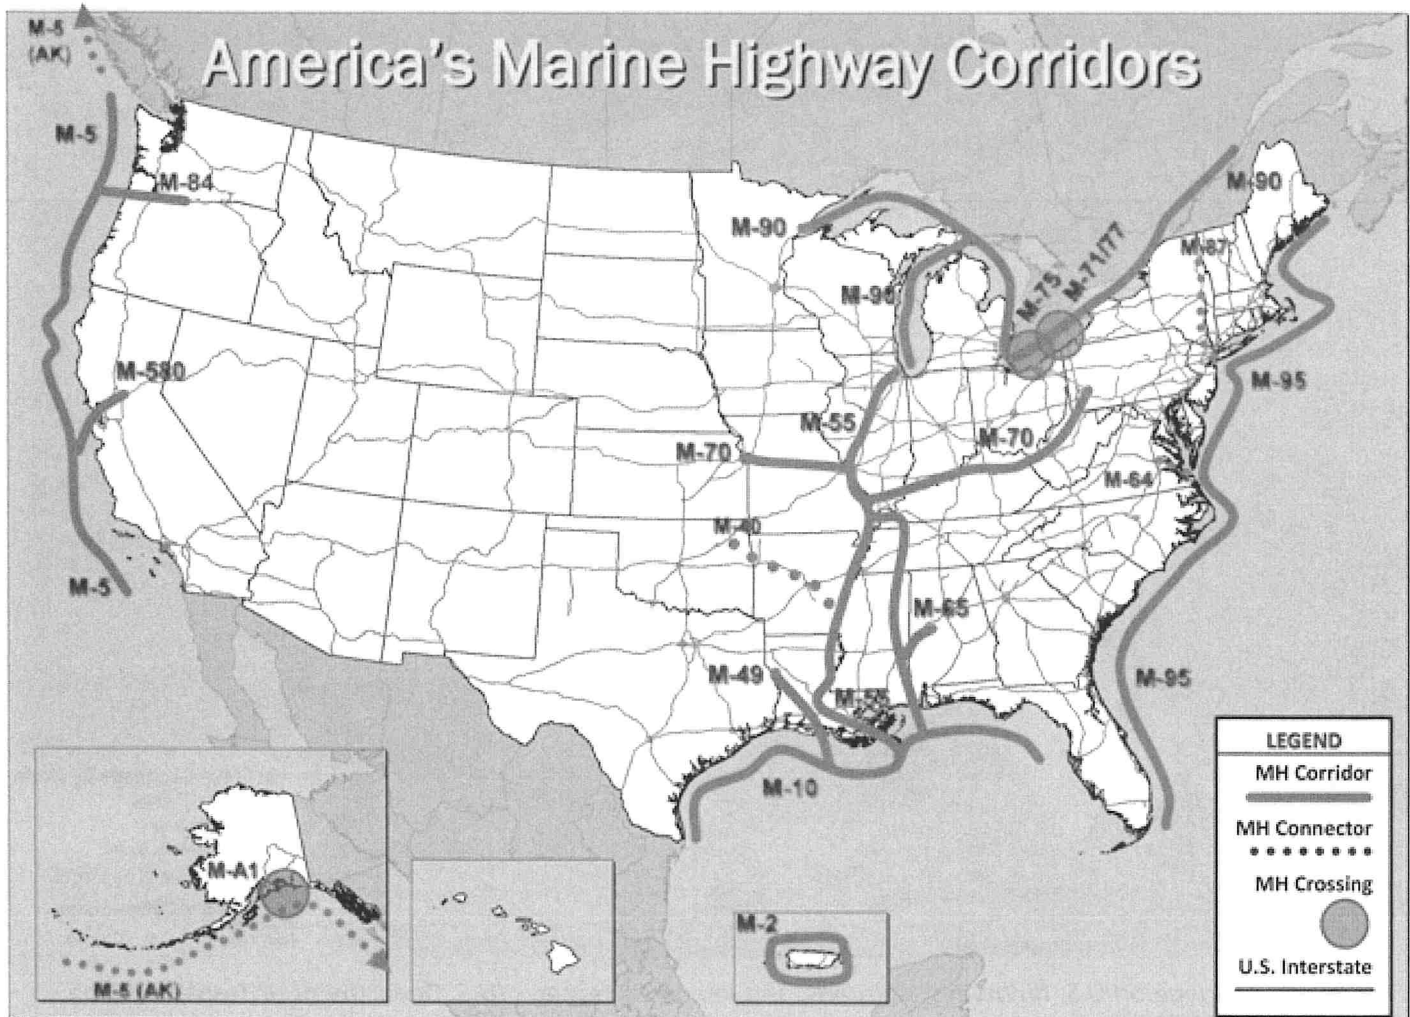 M-5
(AK)
America's Marine Highway Corridors
M-5
M-84
M-90
M-90
M-87
M-75
M-71/77
M-580
M-95
M-55
M-70
M-70
M-64
M-40
M-5
M-65
M-49
M-55
M-95
M-10
M-A1
M-5 (AK)
M-2
LEGEND
MH Corridor
MH Connector
MH Crossing
U.S. Interstate